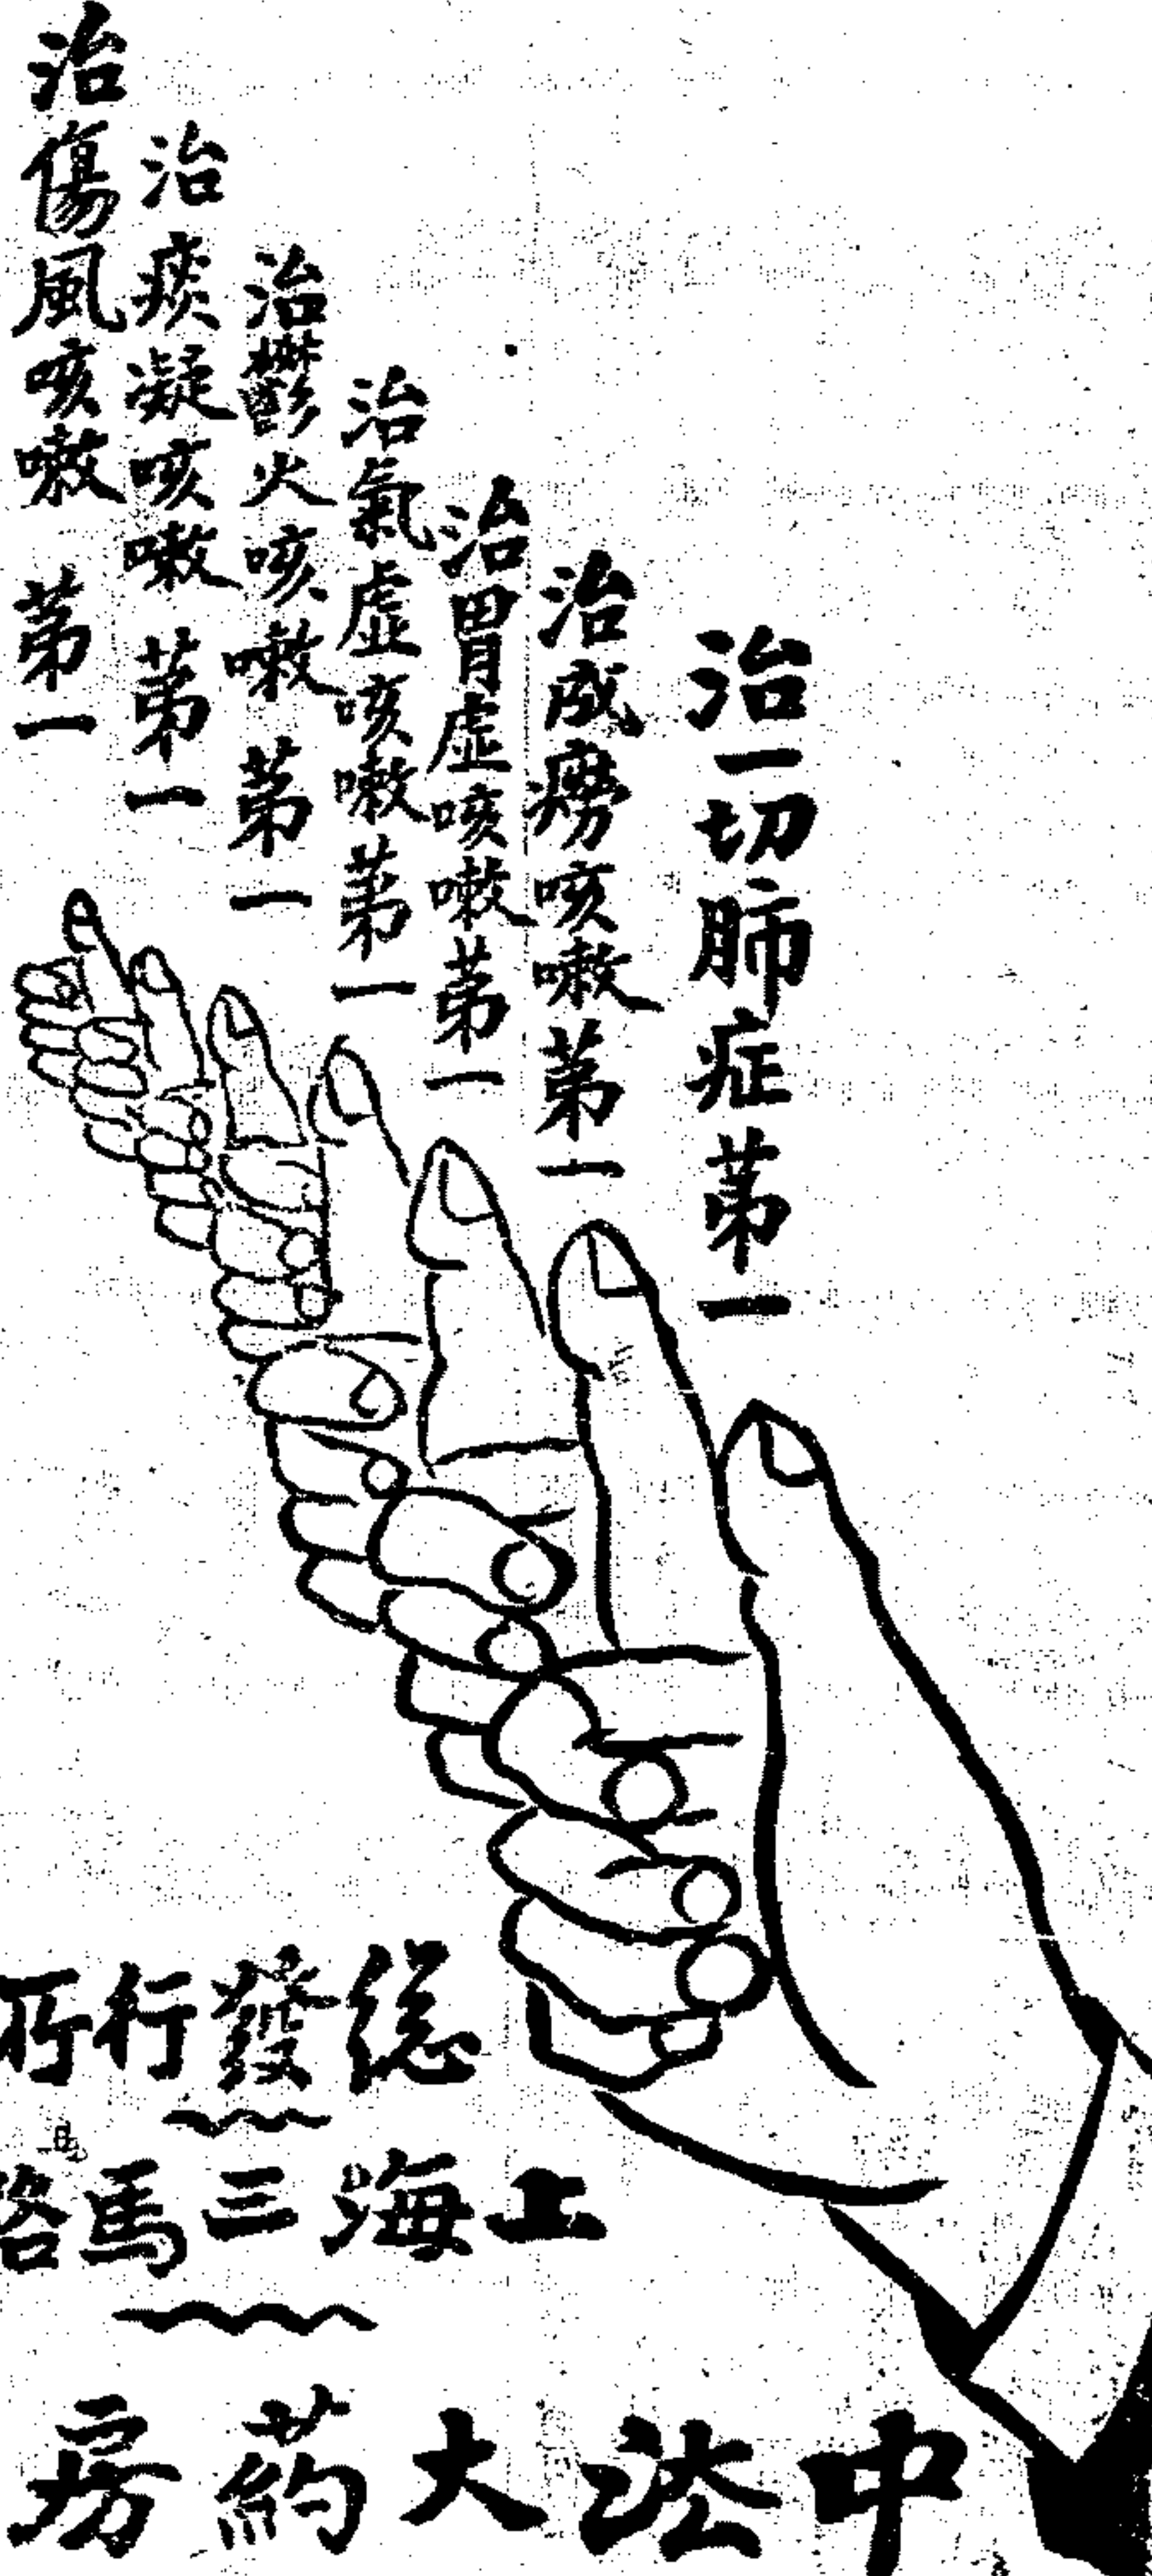 治一切肺症第一
治成癆咳嗽第一
治胃虛咳嗽第一
治氣虛咳嗽第一
治鬱火咳嗽第一
治痰凝咳嗽第一
治傷風咳嗽第一
總發行所
上海三馬路
中法大葯房